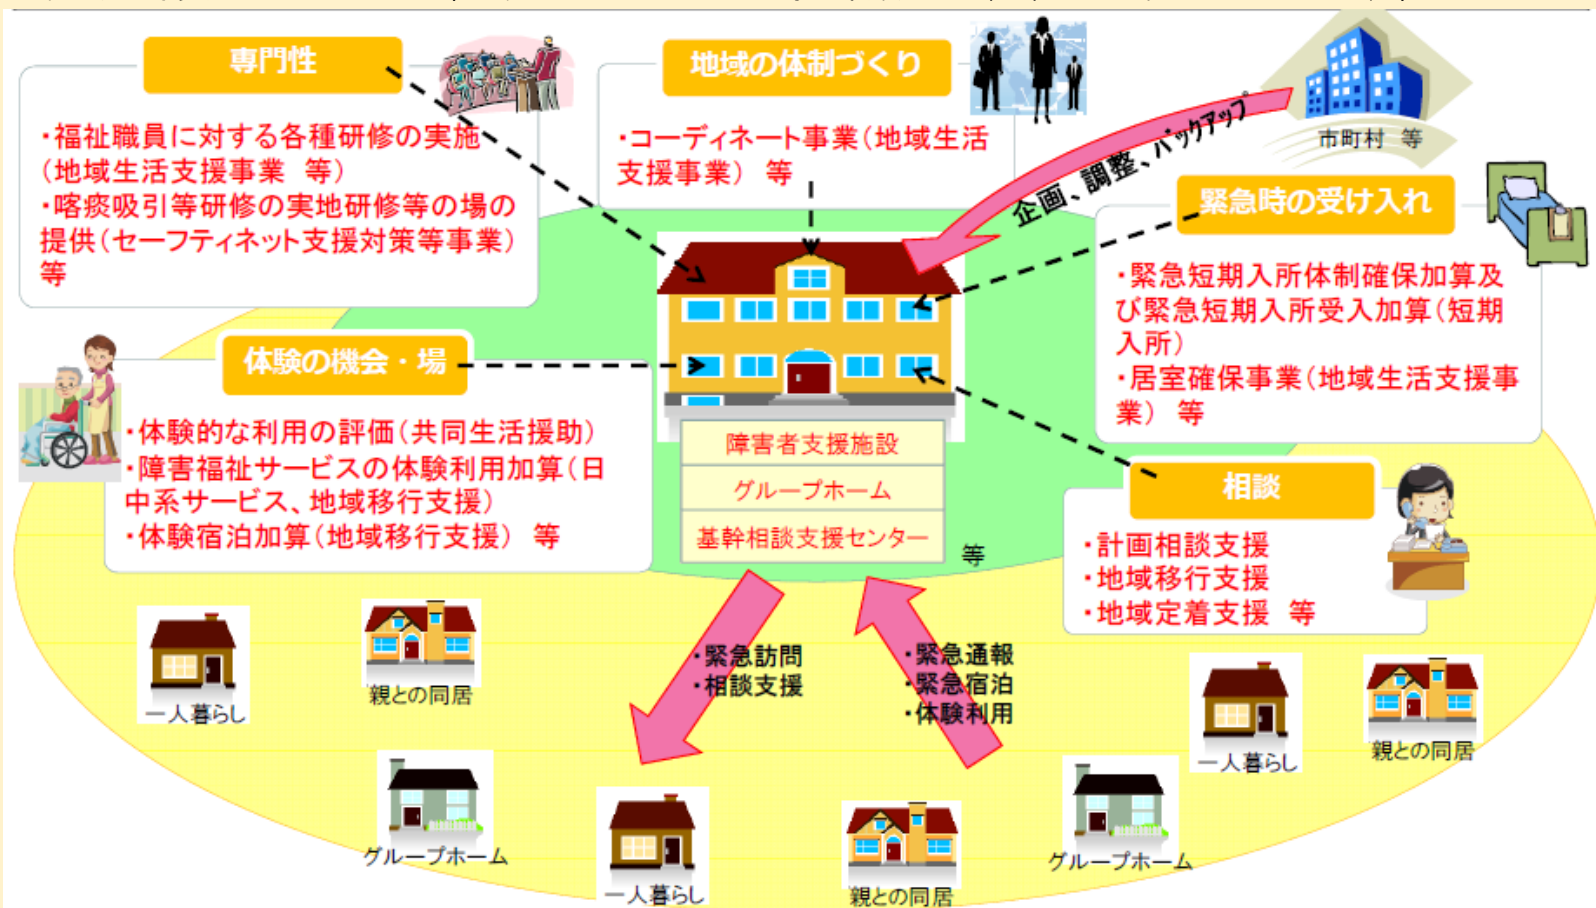 専門性
・福祉職員に対する各種研修の実施
(地域生活支援事業 等)
・喀痰吸引等研修の実地研修等の場の
提供(セーフティネット支援対策等事業)
等
地域の体制づくり
・コーディネート事業(地域生活
支援事業) 等
市町村 等
企画、調整、バックアップ
緊急時の受け入れ
・緊急短期入所体制確保加算及
び緊急短期入所受入加算(短期
入所)
・居室確保事業(地域生活支援事
業) 等
体験の機会・場
・体験的な利用の評価(共同生活援助)
・障害福祉サービスの体験利用加算(日
中系サービス、地域移行支援)
・体験宿泊加算(地域移行支援) 等
障害者支援施設
グループホーム
基幹相談支援センター
等
相談
・計画相談支援
・地域移行支援
・地域定着支援 等
・緊急訪問
・相談支援
・緊急通報
・緊急宿泊
・体験利用
一人暮らし
親との同居
グループホーム
一人暮らし
親との同居
グループホーム
一人暮らし
親との同居